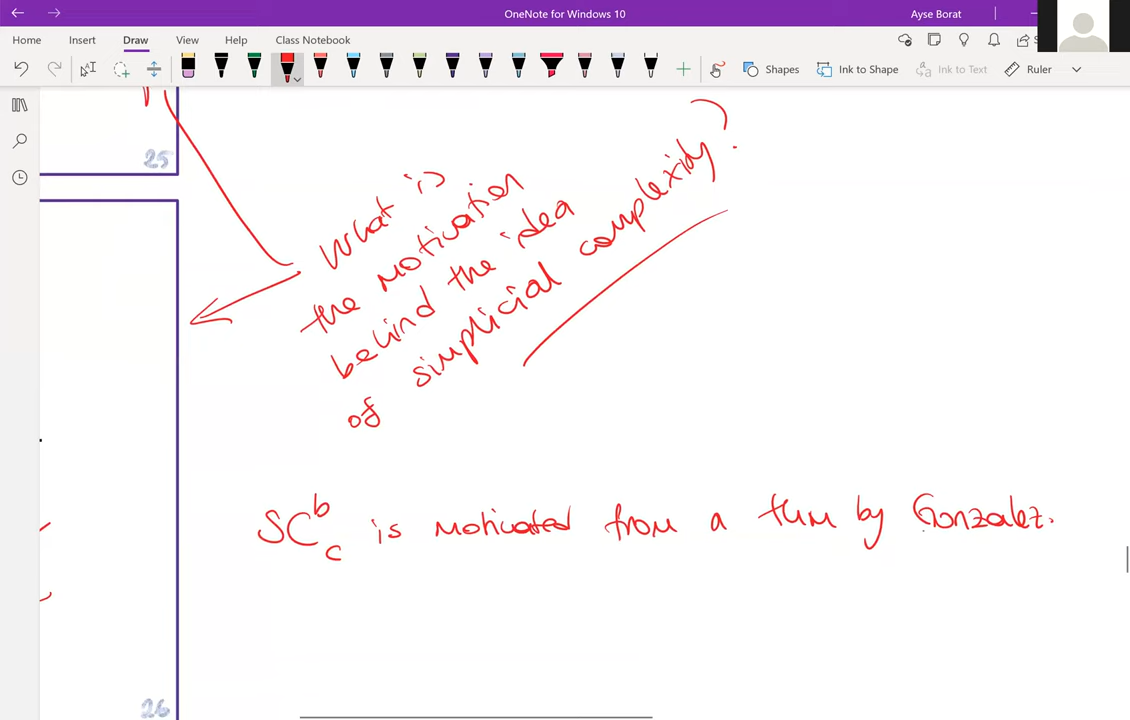 OneNote for Windows 10
Ayse Borat
Home Insert Draw View Help Class Notebook
Shapes Ink to Shape Ink to Text Ruler
25
What is
the motivation
behind the idea
of simplicial complexity?
SC^b_c is motivated from a thm by Gonzalez.
26